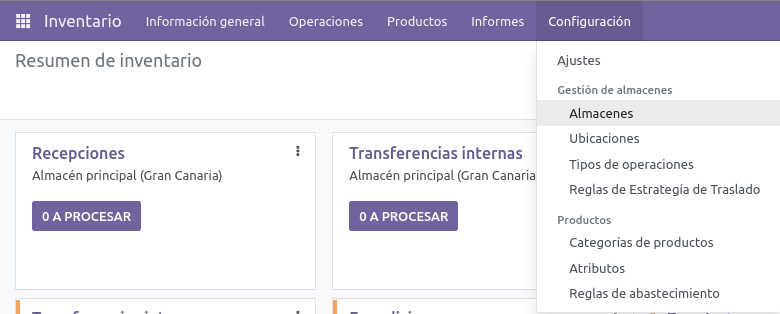 Inventario Información general Operaciones Productos Informes Configuración
Resumen de inventario
Ajustes
Gestión de almacenes
Almacenes
Ubicaciones
Tipos de operaciones
Reglas de Estrategía de Traslado
Productos
Categorías de productos
Atributos
Reglas de abastecimiento
Recepciones
Almacén principal (Gran Canaria)
0 A PROCESAR
Transferencias internas
Almacén principal (Gran Canaria
0 A PROCESAR